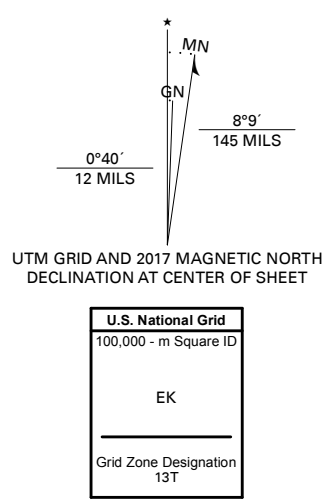 MN
GN
8°9´
145 MILS
0°40´
12 MILS
UTM GRID AND 2017 MAGNETIC NORTH
DECLINATION AT CENTER OF SHEET
U.S. National Grid
100,000 - m Square ID
EK
Grid Zone Designation
13T